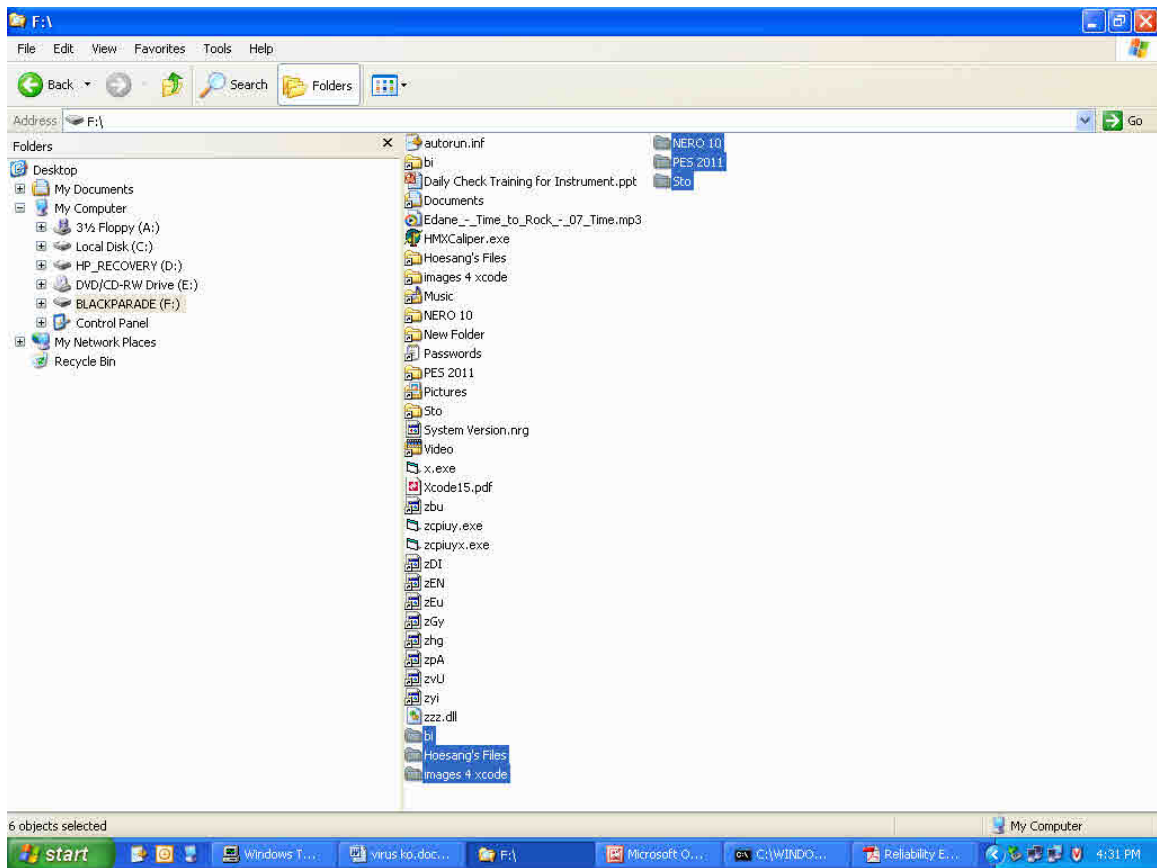 F:\
File Edit View Favorites Tools Help
Back Search Folders
Address F:\ Go
Folders
Desktop
My Documents
My Computer
3½ Floppy (A:)
Local Disk (C:)
HP_RECOVERY (D:)
DVD/CD-RW Drive (E:)
BLACKPARADE (F:)
Control Panel
My Network Places
Recycle Bin
autorun.inf
bi
Daily Check Training for Instrument.ppt
Documents
Edane_-_Time_to_Rock_-_07_Time.mp3
HMXCaliper.exe
Hoesang's Files
images 4 xcode
Music
NERO 10
New Folder
Passwords
PES 2011
Pictures
Sto
System Version.nrg
Video
x.exe
Xcode15.pdf
zbu
zcpiuy.exe
zcpiuyx.exe
zDI
zEN
zEu
zGy
zhg
zpA
zvU
zyi
zzz.dll
bi
Hoesang's Files
images 4 xcode
NERO 10
PES 2011
Sto
6 objects selected My Computer
start Windows T... virus ko.doc... F:\ Microsoft O... C:\WINDO... Reliability E... 4:31 PM